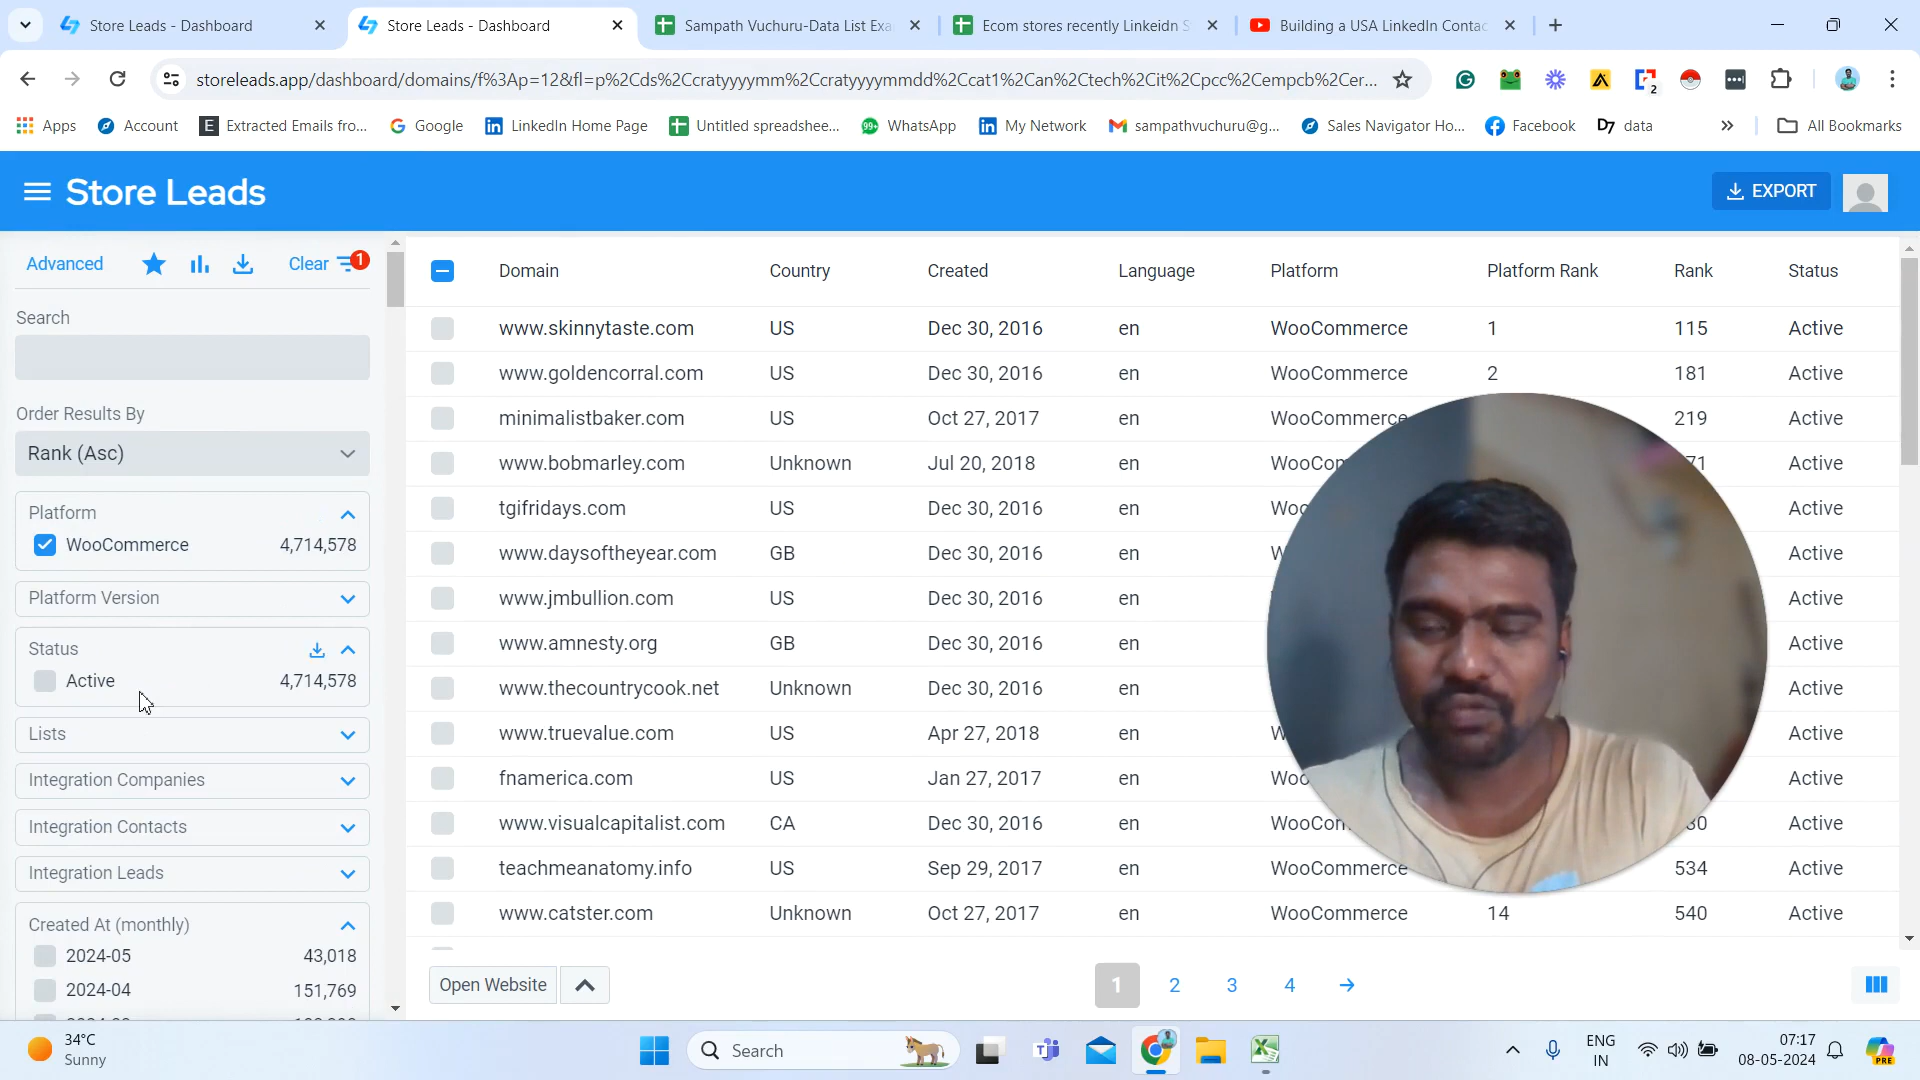 Store Leads - Dashboard
Store Leads - Dashboard
Sampath Vuchuru-Data List Exa
Ecom stores recently Linkeidn S
Building a USA LinkedIn Contac
storeleads.app/dashboard/domains/f%3Ap=12&fl=p%2Cds%2Ccratyyyymm%2Ccratyyyymmdd%2Ccat1%2Can%2Ctech%2Cit%2Cpcc%2Cempcb%2Cer...
2
Apps
Account
E
Extracted Emails fro...
Google
LinkedIn Home Page
Untitled spreadshee...
99+
WhatsApp
My Network
sampathvuchuru@g...
Sales Navigator Ho...
Facebook
D7 data
All Bookmarks
Store Leads
EXPORT
Advanced
Clear
1
Search
Order Results By
Rank (Asc)
Platform
WooCommerce 4,714,578
Platform Version
Status
Active 4,714,578
Lists
Integration Companies
Integration Contacts
Integration Leads
Created At (monthly)
2024-05 43,018
2024-04 151,769
Domain Country Created Language Platform Platform Rank Rank Status
www.skinnytaste.com US Dec 30, 2016 en WooCommerce 1 115 Active
www.goldencorral.com US Dec 30, 2016 en WooCommerce 2 181 Active
minimalistbaker.com US Oct 27, 2017 en WooCommerce 219 Active
www.bobmarley.com Unknown Jul 20, 2018 en WooCo 71 Active
tgifridays.com US Dec 30, 2016 en Woo Active
www.daysoftheyear.com GB Dec 30, 2016 en W Active
www.jmbullion.com US Dec 30, 2016 en Active
www.amnesty.org GB Dec 30, 2016 en Active
www.thecountrycook.net Unknown Dec 30, 2016 en Active
www.truevalue.com US Apr 27, 2018 en W Active
fnamerica.com US Jan 27, 2017 en Woo Active
www.visualcapitalist.com CA Dec 30, 2016 en WooCom 30 Active
teachmeanatomy.info US Sep 29, 2017 en WooCommerce 534 Active
www.catster.com Unknown Oct 27, 2017 en WooCommerce 14 540 Active
Open Website
1 2 3 4
34°C
Sunny
Search
ENG
IN
07:17
08-05-2024
PRE